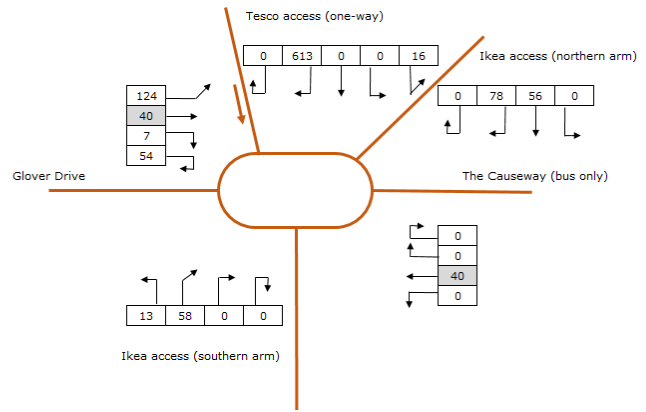 Tesco access (one-way)
0 613 0 0 16
Ikea access (northern arm)
0 78 56 0
124
40
7
54
Glover Drive
The Causeway (bus only)
0
0
40
0
13 58 0 0
Ikea access (southern arm)